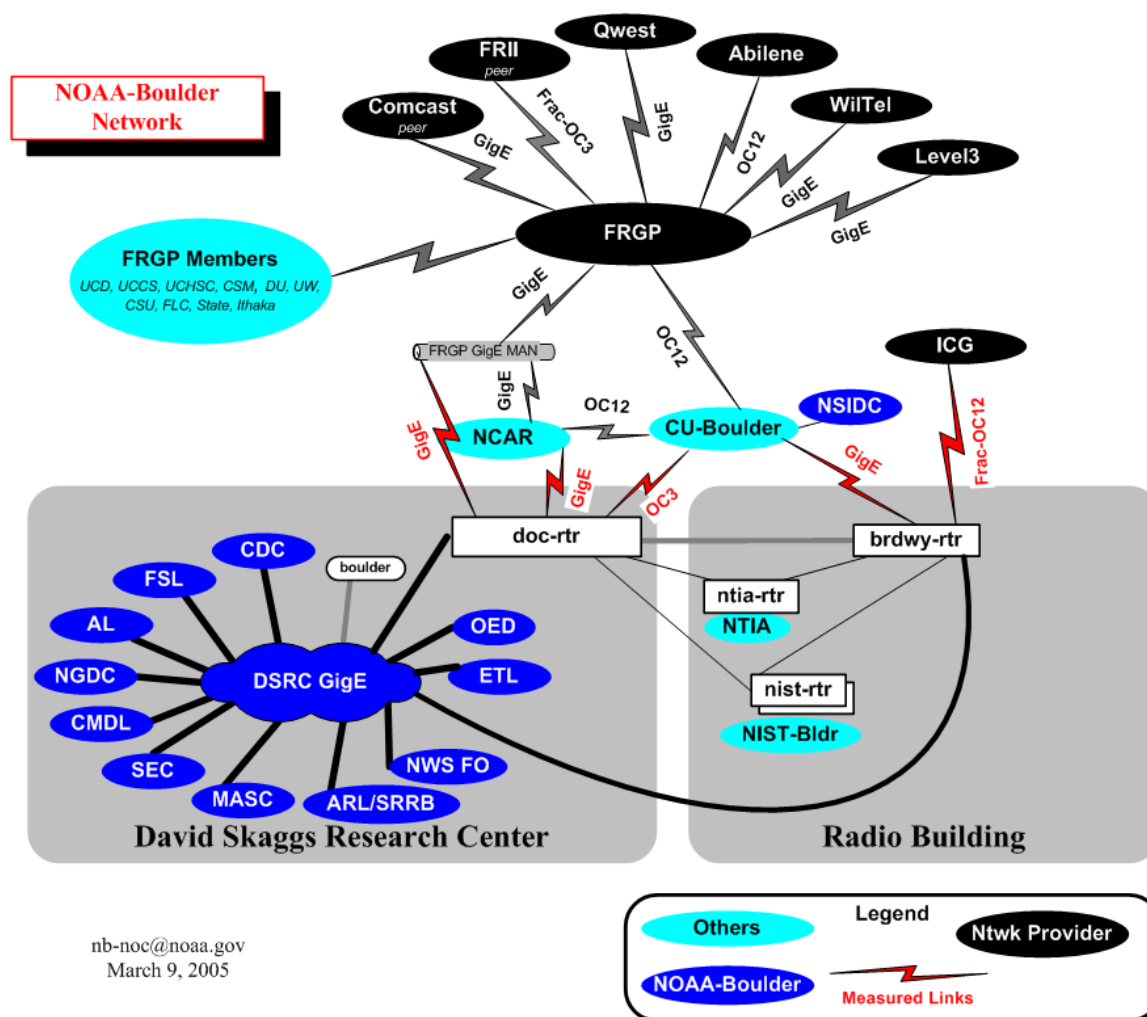 NOAA-Boulder
Network
Comcast
peer
FRII
peer
Qwest
Abilene
WilTel
Level3
GigE
Frac-OC3
GigE
OC12
GigE
GigE
FRGP
FRGP Members
UCD, UCCS, UCHSC, CSM, DU, UW,
CSU, FLC, State, Ithaka
GigE
OC12
FRGP GigE MAN
ICG
GigE
OC12
NSIDC
NCAR
CU-Boulder
GigE
GigE
OC3
GigE
Frac-OC12
doc-rtr
brdwy-rtr
CDC
boulder
FSL
ntia-rtr
NTIA
AL
OED
NGDC
DSRC GigE
ETL
nist-rtr
CMDL
NIST-Bldr
SEC
NWS FO
MASC
ARL/SRRB
David Skaggs Research Center
Radio Building
nb-noc@noaa.gov
March 9, 2005
Legend
Others
Ntwk Provider
NOAA-Boulder
Measured Links